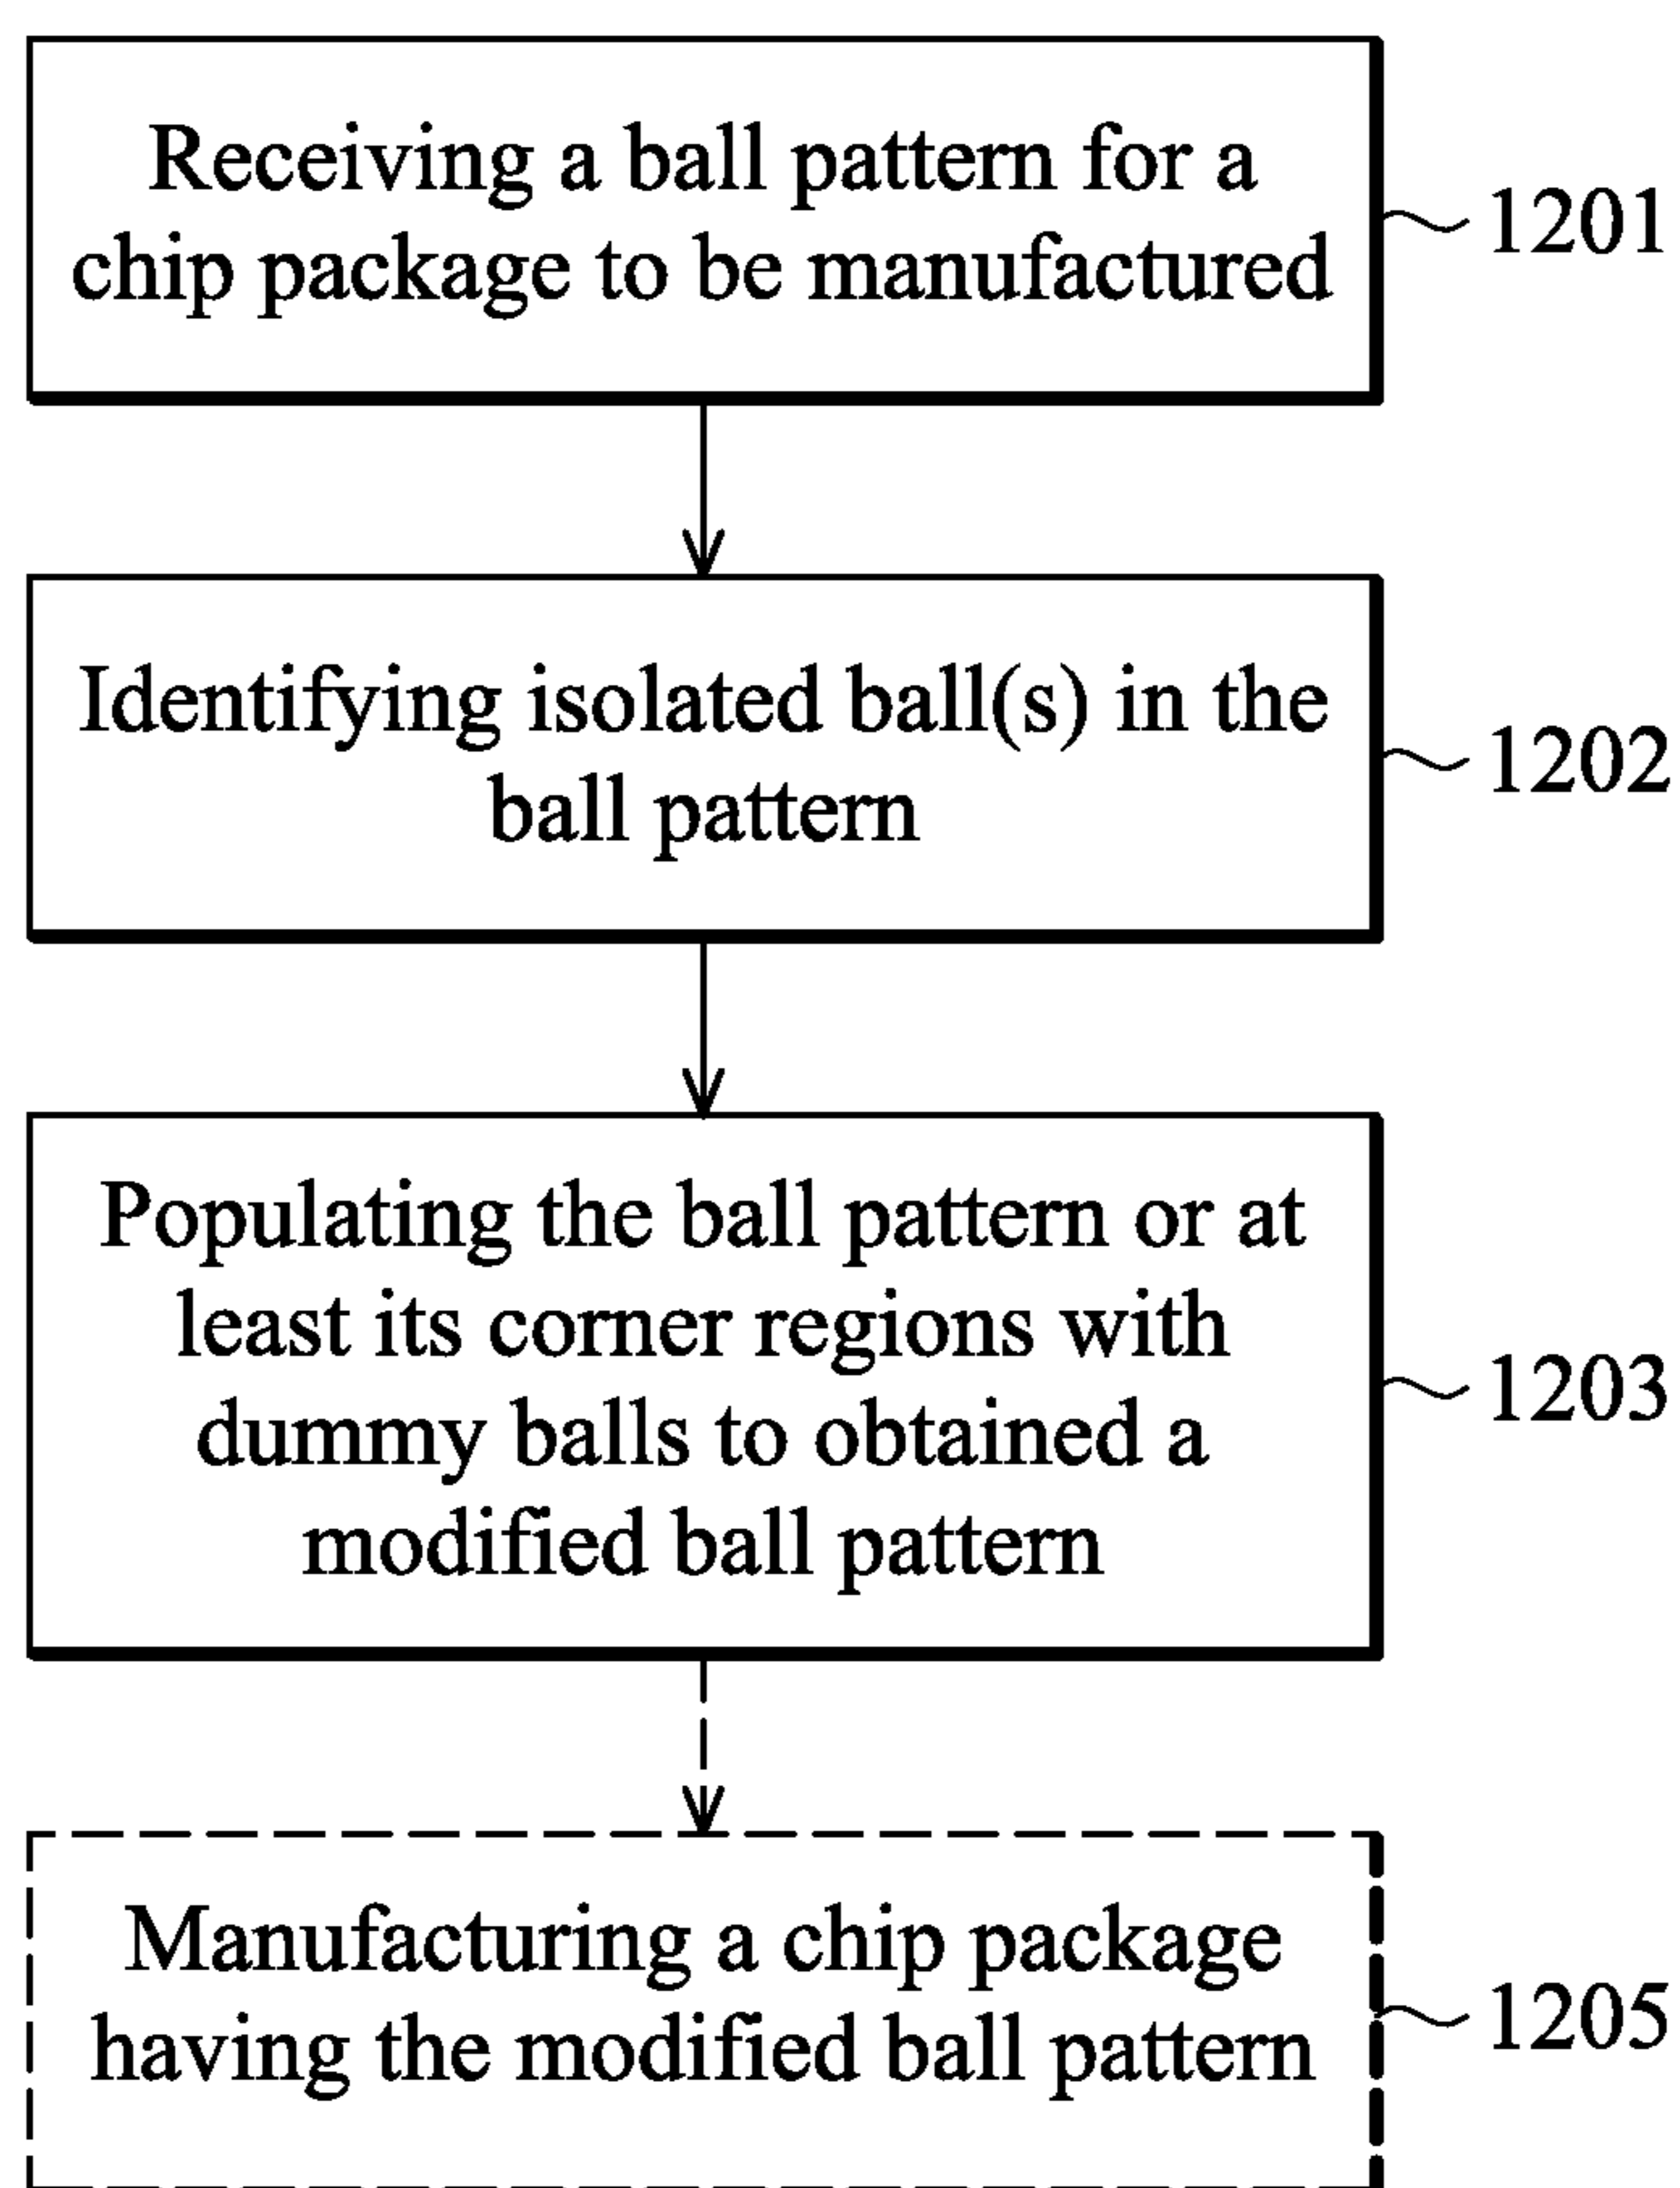 Receiving a ball pattern for a
chip package to be manufactured
1201
Identifying isolated ball(s) in the
ball pattern
1202
Populating the ball pattern or at
least its corner regions with
dummy balls to obtained a
modified ball pattern
1203
Manufacturing a chip package
having the modified ball pattern
1205